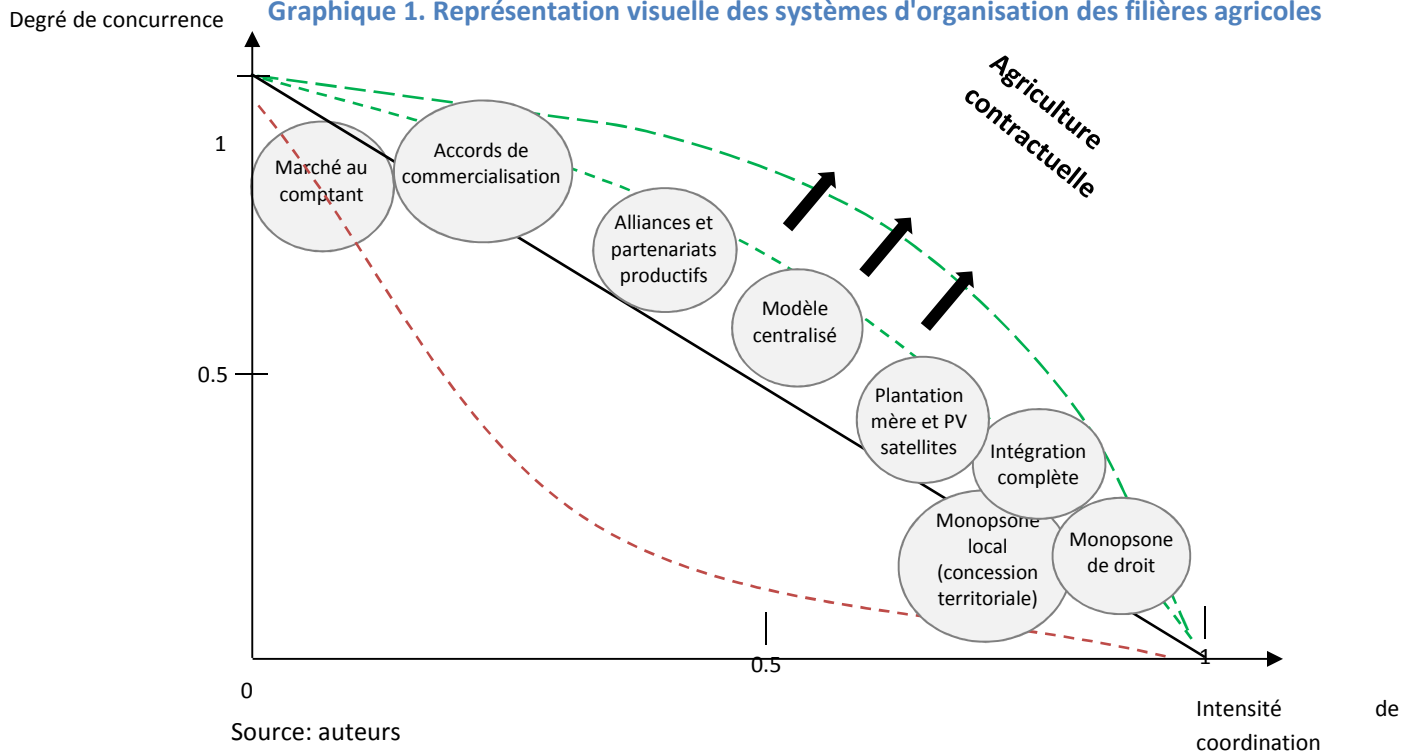 Graphique 1. Représentation visuelle des systèmes d'organisation des filières agricoles
Degré de concurrence
Agriculture
contractuelle
1
Marché au
comptant
Accords de
commercialisation
Alliances et
partenariats
productifs
Modèle
centralisé
0.5
Plantation
mère et PV
satellites
Intégration
complète
Monopsone
local
(concession
territoriale)
Monopsone
de droit
0.5
1
0
Intensité de
coordination
Source: auteurs